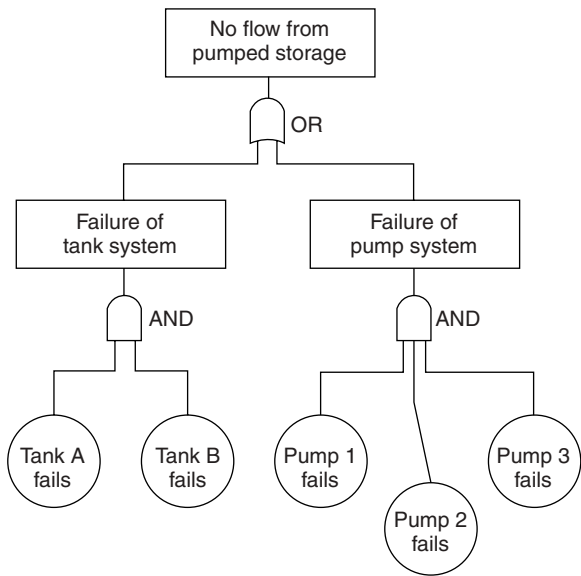 No flow from
pumped storage
OR
Failure of
tank system
Failure of
pump system
AND
AND
Tank A
fails
Tank B
fails
Pump 1
fails
Pump 2
fails
Pump 3
fails